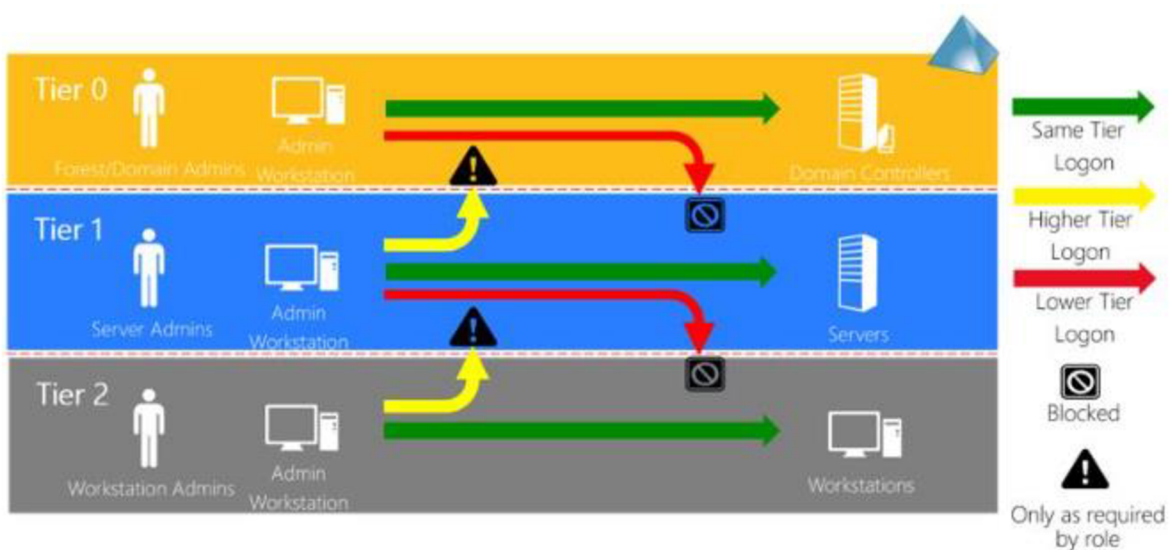 Tier 0
Admin
Forest/Domain Admins
Workstation
Domain Controllers
Tier 1
Admin
Server Admins
Workstation
Servers
Tier 2
Admin
Workstation Admins
Workstation
Workstations
Same Tier
Logon
Higher Tier
Logon
Lower Tier
Logon
Blocked
Only as required
by role